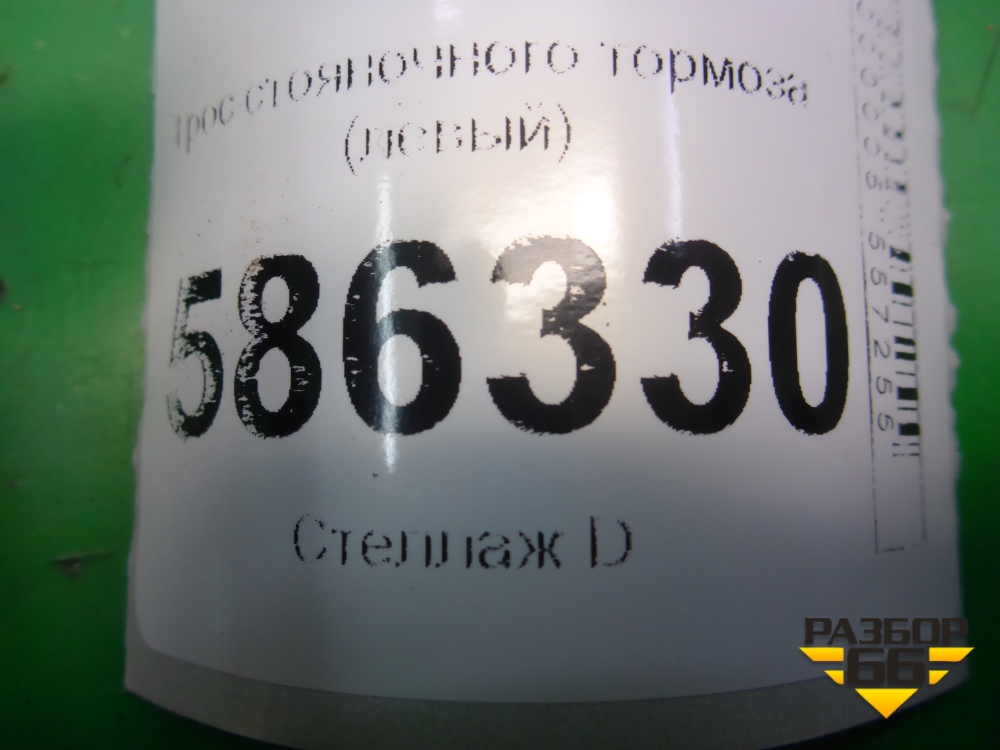 трос стояночного тормоза
(левый)
586330
Стеллаж D
РАЗБОР
66